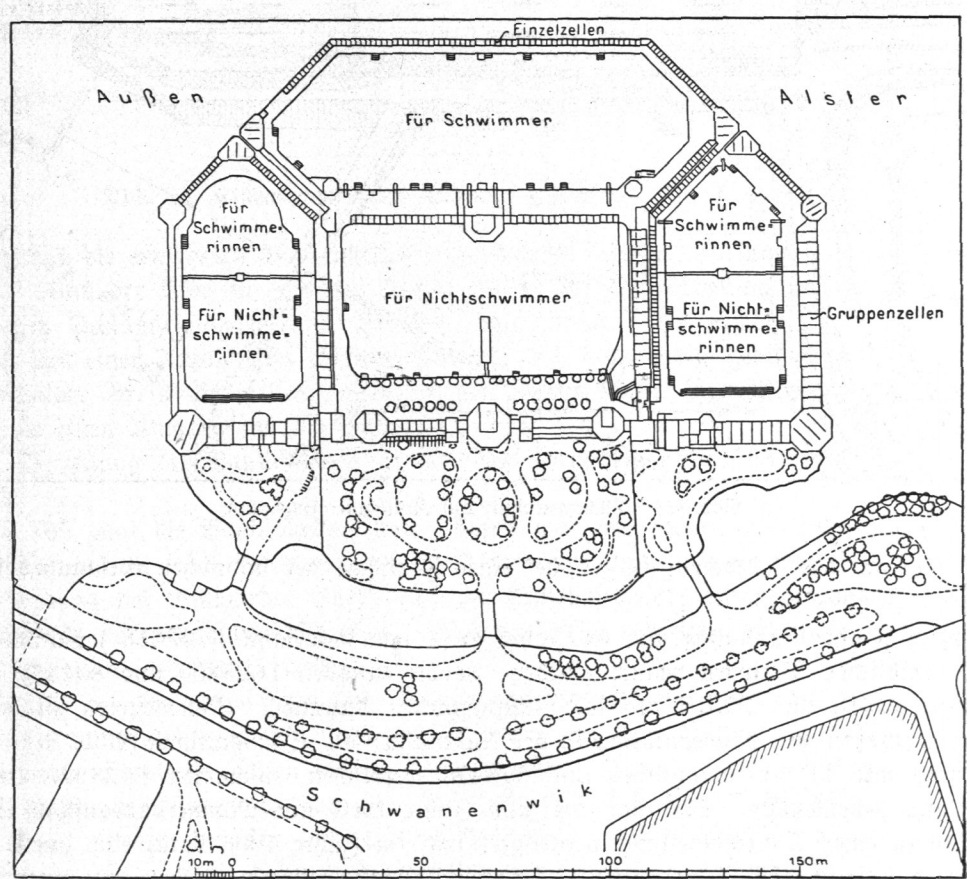 Einzelzellen
Auße
Alster
Für Schwimmer
Für
Schwimme=
rinnen
Für
Schwimme=
rinnen
Für Nichtschwimmer
Für Nicht=
schwimme=
rinnen
Für Nicht=
schwimme=
rinnen
Gruppenzellen
Schwanenwik
10m 0 50 100 150m